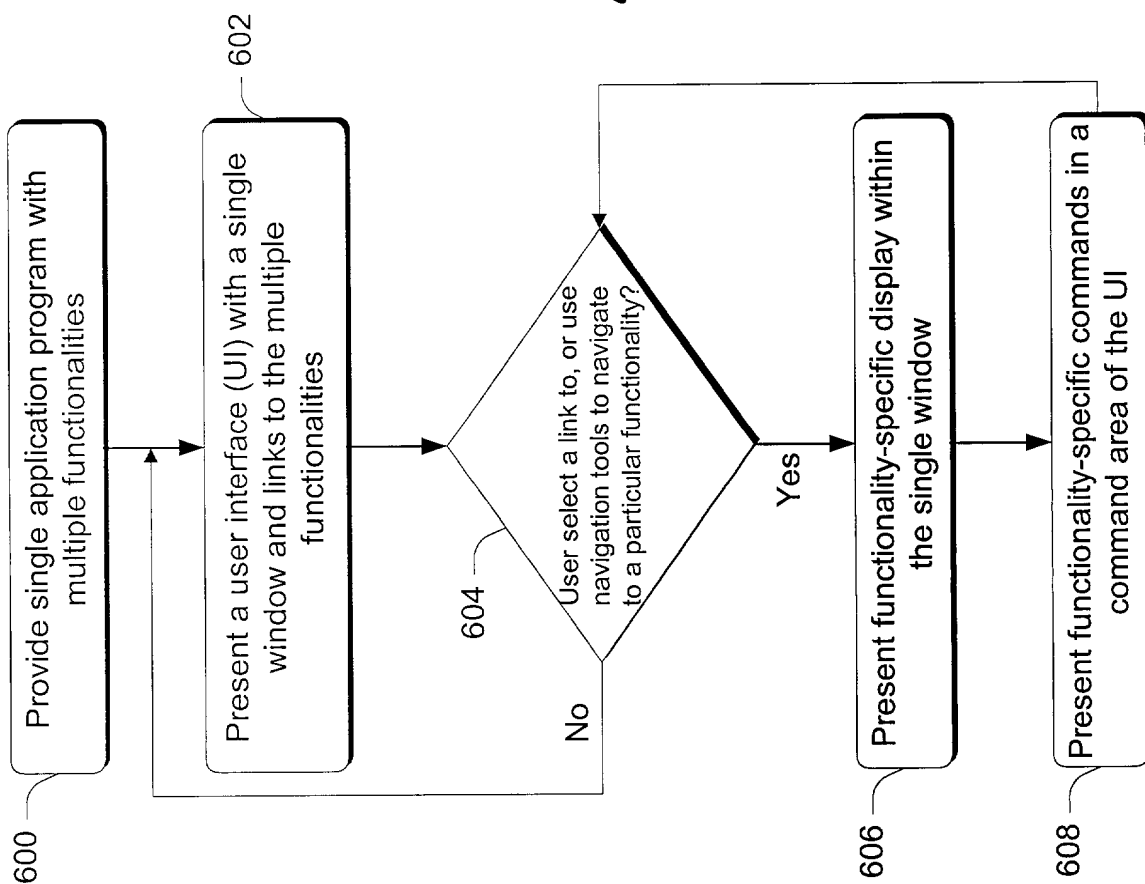 600
Provide single application program with
multiple functionalities
602
Present a user interface (UI) with a single
window and links to the multiple
functionalities
604
User select a link to, or use
navigation tools to navigate
to a particular functionality?
No
Yes
606
Present functionality-specific display within
the single window
608
Present functionality-specific commands in a
command area of the UI